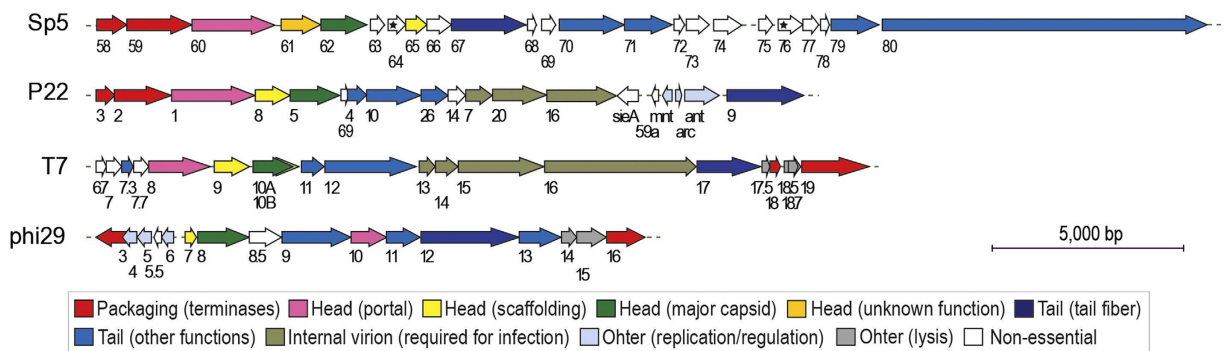 Sp5
58 59 60 61 62 63 65 66 67 68 70 71 72 74 75 76 77 79 80
64 69 73 78
P22
3 2 1 8 5 4 10 26 14 7 20 16 sieA mnt ant 9
69 59a arc
T7
67 7.3 8 9 10A 11 12 13 15 16 17 17.5 18.5 19
7 7.7 10B 14 18 18.7
phi29
3 5 6 7 8 8.5 9 10 11 12 13 14 16
4 5.5 15
5,000 bp
Packaging (terminases) Head (portal) Head (scaffolding) Head (major capsid) Head (unknown function) Tail (tail fiber)
Tail (other functions) Internal virion (required for infection) Ohter (replication/regulation) Ohter (lysis) Non-essential